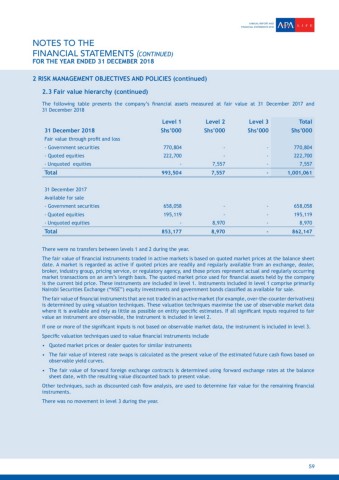 ANNUAL REPORT AND
FINANCIAL STATEMENTS 2018
APA LIFE
NOTES TO THE
FINANCIAL STATEMENTS (CONTINUED)
FOR THE YEAR ENDED 31 DECEMBER 2018
2 RISK MANAGEMENT OBJECTIVES AND POLICIES (continued)
2.3 Fair value hierarchy (continued)
The following table presents the company's financial assets measured at fair value at 31 December 2017 and
31 December 2018
Level 1 Level 2 Level 3 Total
31 December 2018 Shs'000 Shs'000 Shs'000 Shs'000
Fair value through profit and loss
- Government securities 770,804 - - 770,804
- Quoted equities 222,700 - - 222,700
- Unquoted equities - 7,557 - 7,557
Total 993,504 7,557 - 1,001,061
31 December 2017
Available for sale
- Government securities 658,058 - - 658,058
- Quoted equities 195,119 - - 195,119
- Unquoted equities - 8,970 - 8,970
Total 853,177 8,970 - 862,147
There were no transfers between levels 1 and 2 during the year.
The fair value of financial instruments traded in active markets is based on quoted market prices at the balance sheet
date. A market is regarded as active if quoted prices are readily and regularly available from an exchange, dealer,
broker, industry group, pricing service, or regulatory agency, and those prices represent actual and regularly occurring
market transactions on an arm's length basis. The quoted market price used for financial assets held by the company
is the current bid price. These instruments are included in level 1. Instruments included in level 1 comprise primarily
Nairobi Securities Exchange ("NSE") equity investments and government bonds classified as available for sale.
The fair value of financial instruments that are not traded in an active market (for example, over-the-counter derivatives)
is determined by using valuation techniques. These valuation techniques maximise the use of observable market data
where it is available and rely as little as possible on entity specific estimates. If all significant inputs required to fair
value an instrument are observable, the instrument is included in level 2.
If one or more of the significant inputs is not based on observable market data, the instrument is included in level 3.
Specific valuation techniques used to value financial instruments include
• Quoted market prices or dealer quotes for similar instruments
• The fair value of interest rate swaps is calculated as the present value of the estimated future cash flows based on
observable yield curves.
• The fair value of forward foreign exchange contracts is determined using forward exchange rates at the balance
sheet date, with the resulting value discounted back to present value.
Other techniques, such as discounted cash flow analysis, are used to determine fair value for the remaining financial
instruments.
There was no movement in level 3 during the year.
59